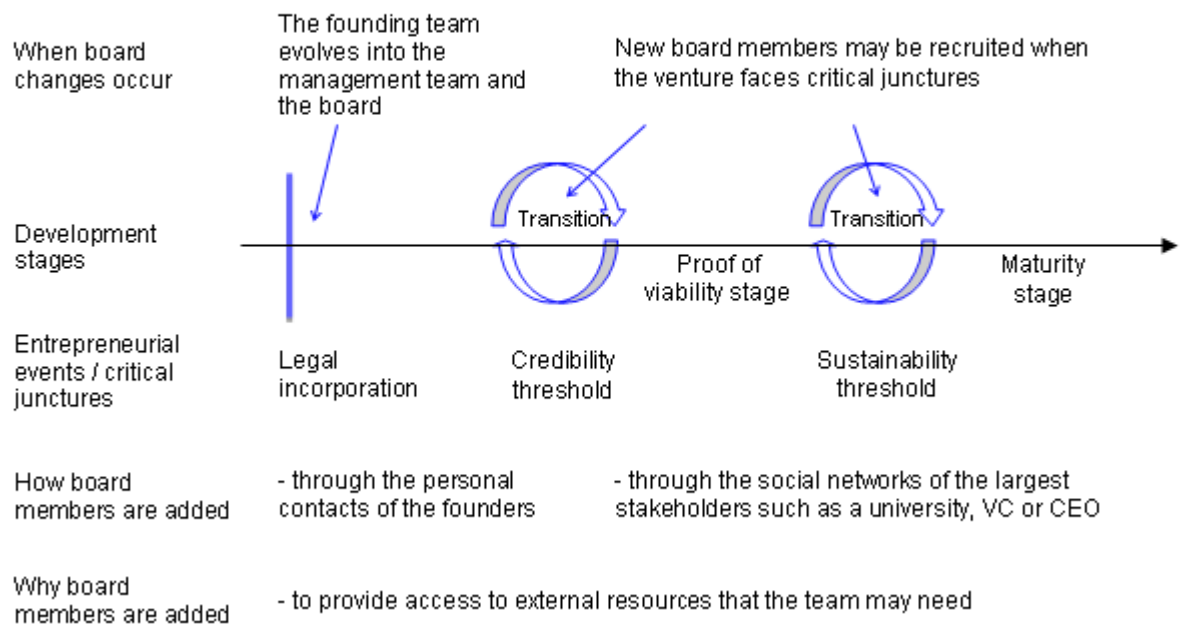 When board
changes occur
The founding team
evolves into the
management team and
the board
New board members may be recruited when
the venture faces critical junctures
Development
stages
Transition
Transition
Proof of
viability stage
Maturity
stage
Entrepreneurial
events / critical
junctures
Legal
incorporation
Credibility
threshold
Sustainability
threshold
How board
members are added
- through the personal
contacts of the founders
- through the social networks of the largest
stakeholders such as a university, VC or CEO
Why board
members are added
- to provide access to external resources that the team may need